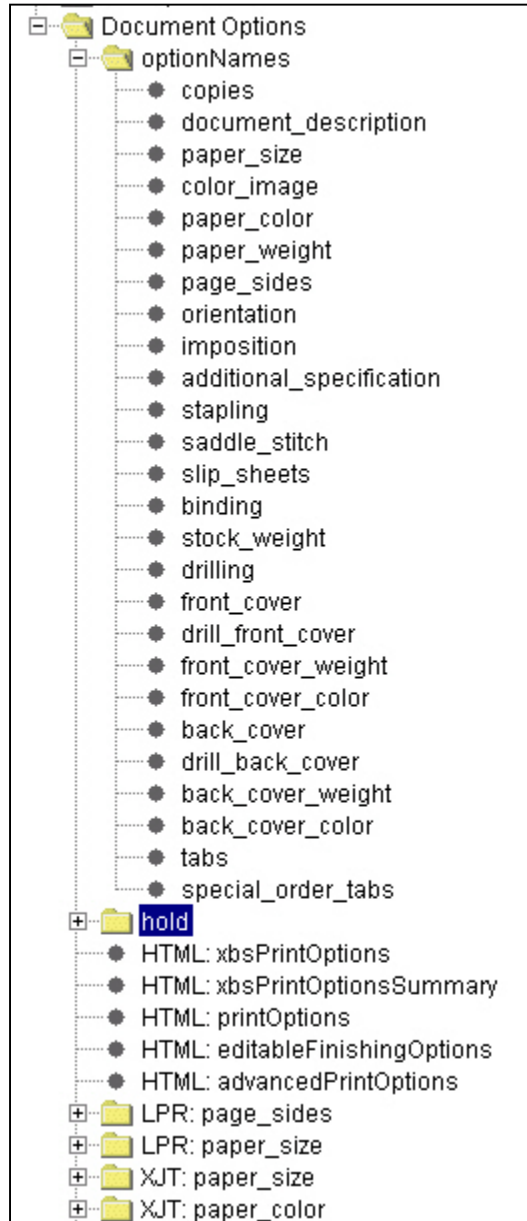 Document Options
optionNames
copies
document_description
paper_size
color_image
paper_color
paper_weight
page_sides
orientation
imposition
additional_specification
stapling
saddle_stitch
slip_sheets
binding
stock_weight
drilling
front_cover
drill_front_cover
front_cover_weight
front_cover_color
back_cover
drill_back_cover
back_cover_weight
back_cover_color
tabs
special_order_tabs
hold
HTML: xbsPrintOptions
HTML: xbsPrintOptionsSummary
HTML: printOptions
HTML: editableFinishingOptions
HTML: advancedPrintOptions
LPR: page_sides
LPR: paper_size
XJT: paper_size
XJT: paper_color